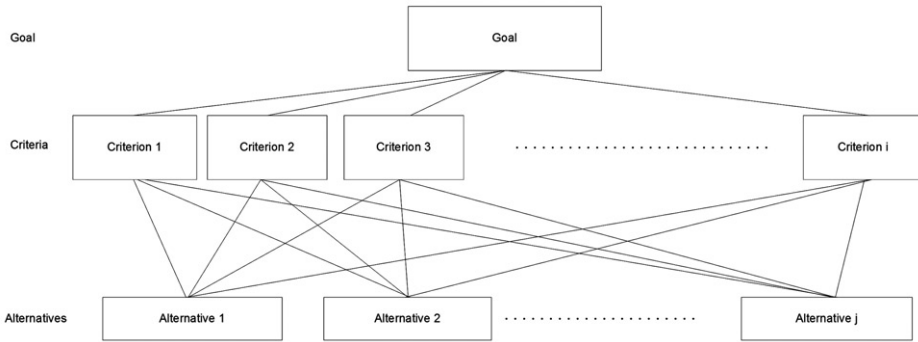 Goal
Goal
Criteria
Criterion 1
Criterion 2
Criterion 3
Criterion i
Alternatives
Alternative 1
Alternative 2
Alternative j